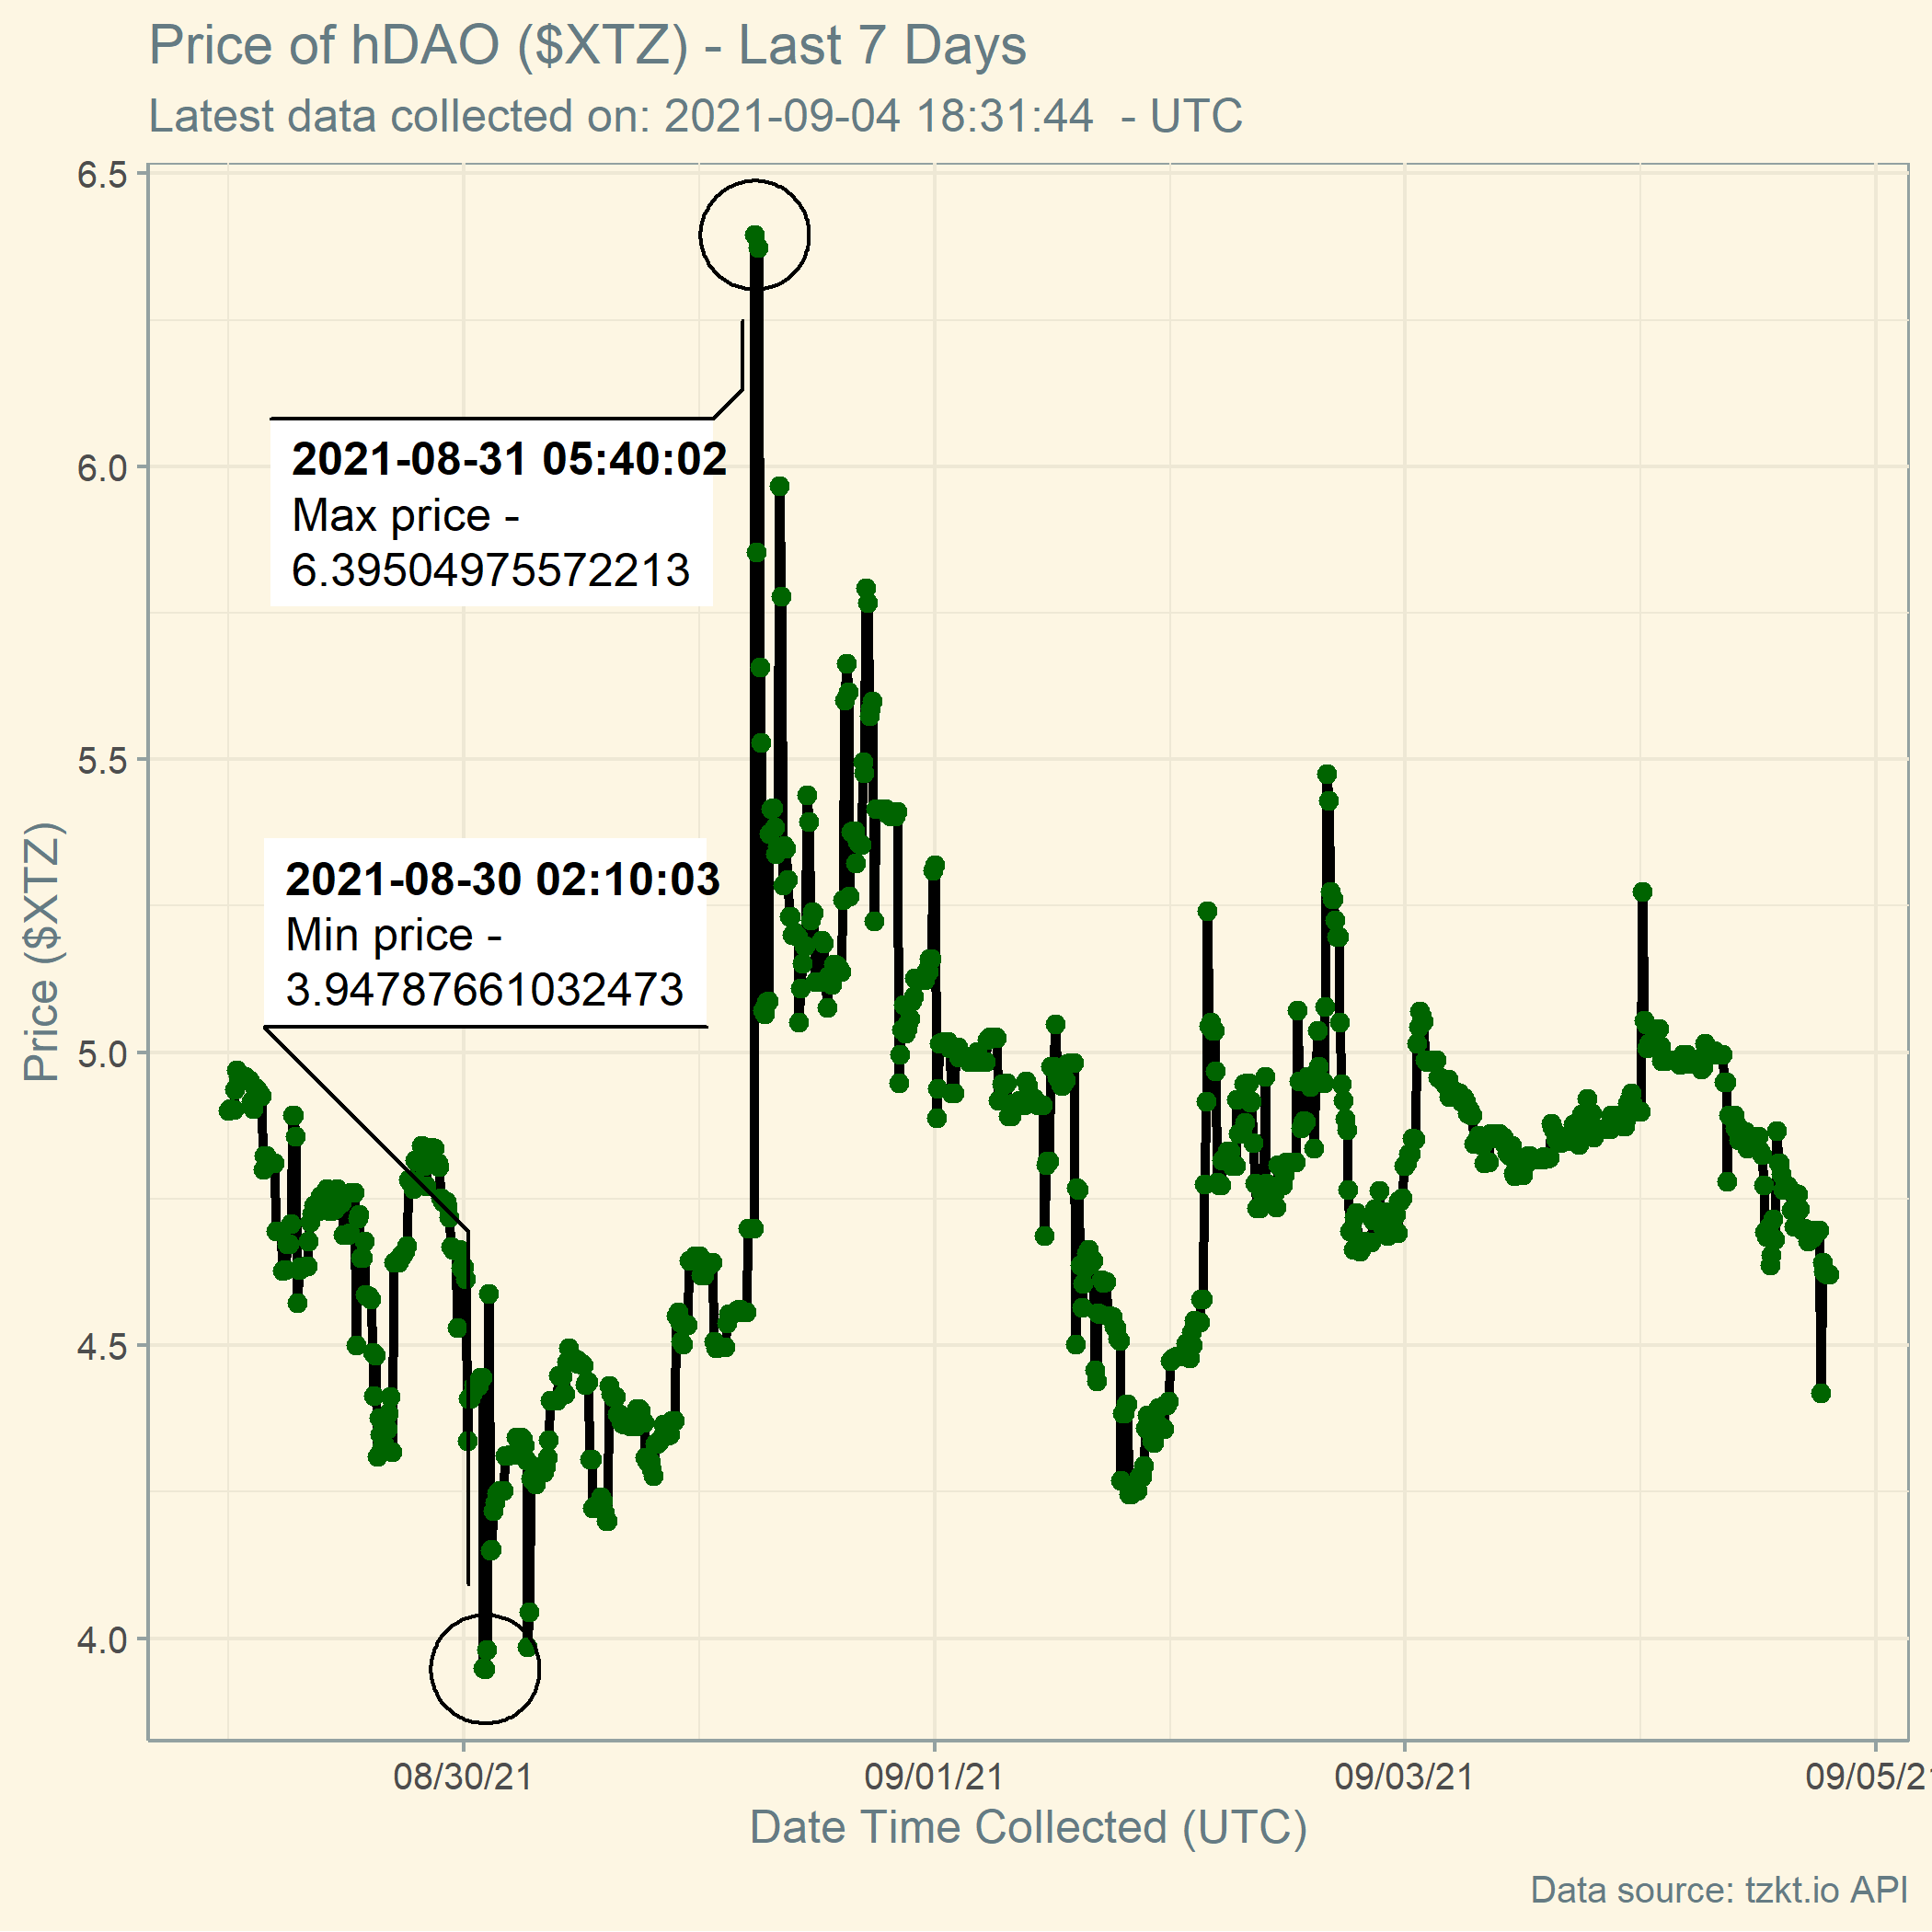 Price of hDAO ($XTZ) - Last 7 Days
Latest data collected on: 2021-09-04 18:31:44  - UTC
6.5
6.0
5.5
5.0
4.5
4.0
Price ($XTZ)
2021-08-31 05:40:02
Max price -
6.39504975572213
2021-08-30 02:10:03
Min price -
3.94787661032473
08/30/21
09/01/21
09/03/21
09/05/21
Date Time Collected (UTC)
Data source: tzkt.io API